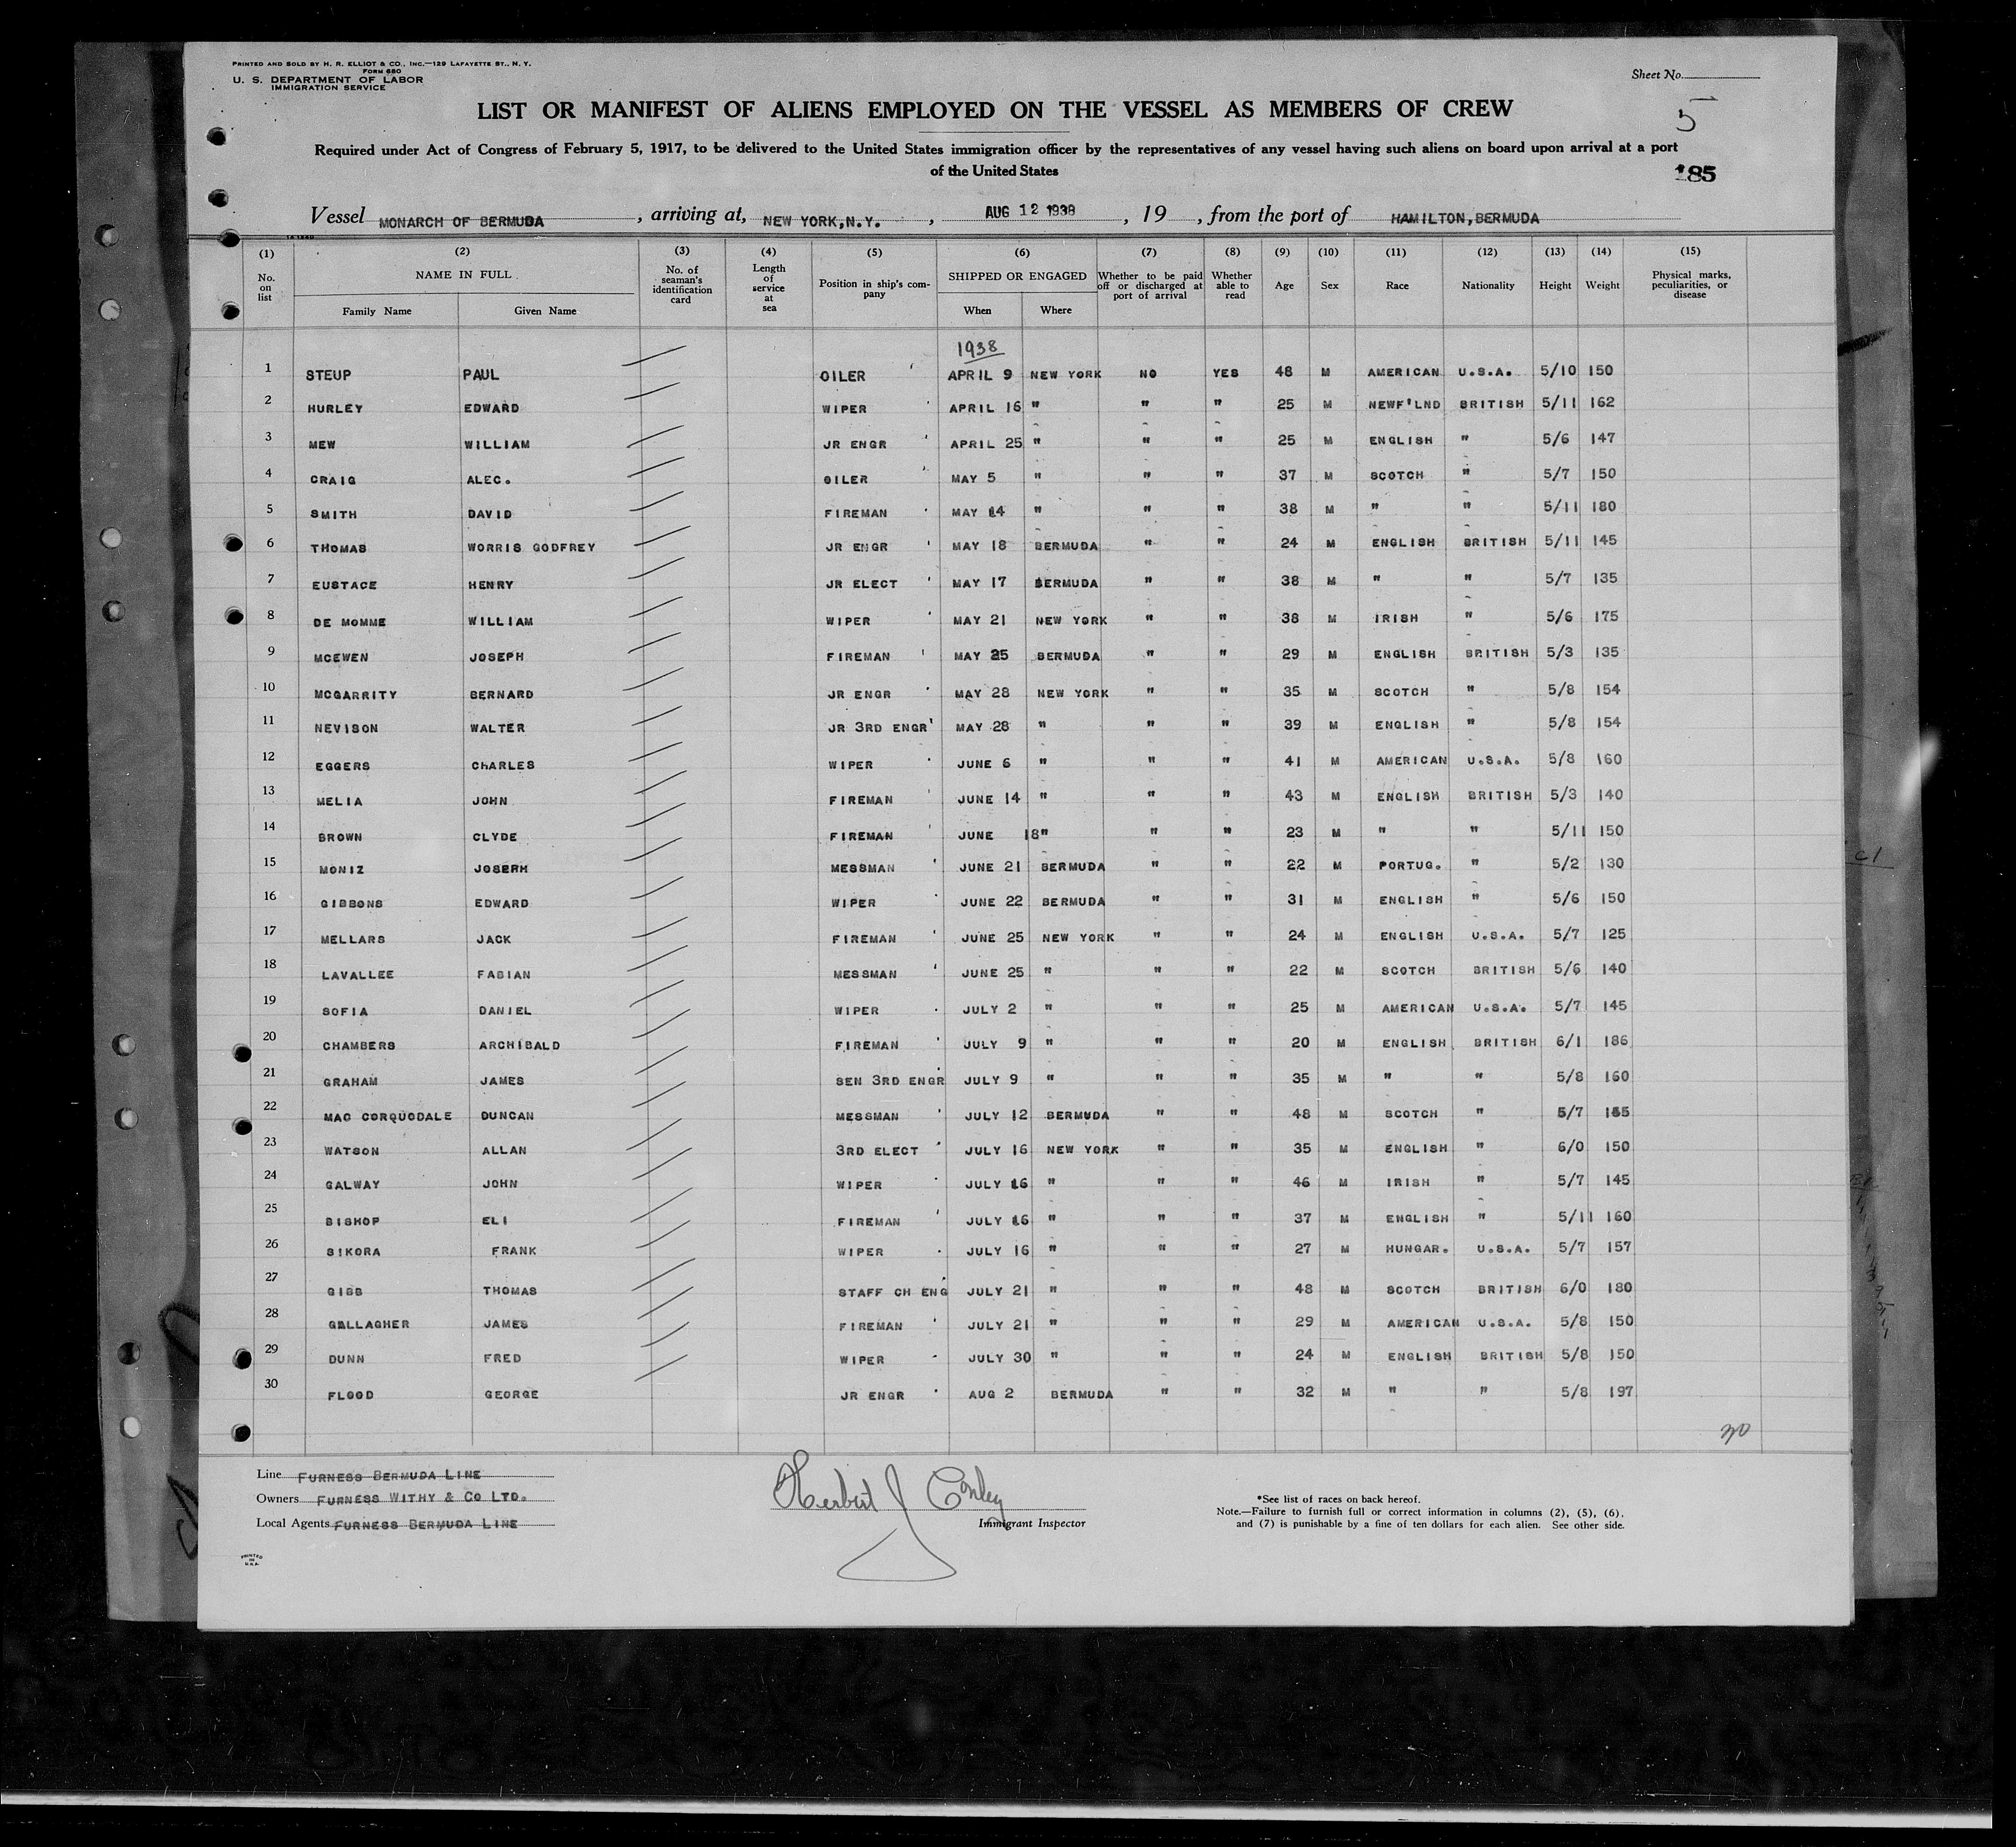 PRINTED AND SOLD BY H. R. ELLIOT & CO., INC.—129 LAFAYETTE ST., N. Y.
FORM 680
U. S. DEPARTMENT OF LABOR
IMMIGRATION SERVICE
Sheet No.
5
LIST OR MANIFEST OF ALIENS EMPLOYED ON THE VESSEL AS MEMBERS OF CREW
Required under Act of Congress of February 5, 1917, to be delivered to the United States immigration officer by the representatives of any vessel having such aliens on board upon arrival at a port
of the United States
185
Vessel MONARCH OF BERMUDA, arriving at, NEW YORK,N.Y., AUG 12 1938, 19 , from the port of HAMILTON,BERMUDA
(1) (2) (3) (4) (5) (6) (7) (8) (9) (10) (11) (12) (13) (14) (15)
No. on list NAME IN FULL Family Name Given Name No. of seaman's identification card Length of service at sea Position in ship's company SHIPPED OR ENGAGED When Where Whether to be paid off or discharged at port of arrival Whether able to read Age Sex Race Nationality Height Weight Physical marks, peculiarities, or disease
1938
1 STEUP PAUL OILER APRIL 9 NEW YORK NO YES 48 M AMERICAN U.S.A. 5/10 150
2 HURLEY EDWARD WIPER APRIL 16 " " " 25 M NEWF'LND BRITISH 5/11 162
3 MEW WILLIAM JR ENGR APRIL 25 " " " 25 M ENGLISH " 5/6 147
4 CRAIG ALEC. OILER MAY 5 " " " 37 M SCOTCH " 5/7 150
5 SMITH DAVID FIREMAN MAY 14 " " " 38 M " " 5/11 180
6 THOMAS WORRIS GODFREY JR ENGR MAY 18 BERMUDA " " 24 M ENGLISH BRITISH 5/11 145
7 EUSTACE HENRY JR ELECT MAY 17 BERMUDA " " 38 M " " 5/7 135
8 DE MOMME WILLIAM WIPER MAY 21 NEW YORK " " 38 M IRISH " 5/6 175
9 MCEWEN JOSEPH FIREMAN MAY 25 BERMUDA " " 29 M ENGLISH BRITISH 5/3 135
10 MCGARRITY BERNARD JR ENGR MAY 28 NEW YORK " " 35 M SCOTCH " 5/8 154
11 NEVISON WALTER JR 3RD ENGR MAY 28 " " " 39 M ENGLISH " 5/8 154
12 EGGERS CHARLES WIPER JUNE 6 " " " 41 M AMERICAN U.S.A. 5/8 160
13 MELIA JOHN FIREMAN JUNE 14 " " " 43 M ENGLISH BRITISH 5/3 140
14 BROWN CLYDE FIREMAN JUNE 18 " " " 23 M " " 5/11 150
15 MONIZ JOSEPH MESSMAN JUNE 21 BERMUDA " " 22 M PORTUG. " 5/2 130
16 GIBBONS EDWARD WIPER JUNE 22 BERMUDA " " 31 M ENGLISH " 5/6 150
17 MELLARS JACK FIREMAN JUNE 25 NEW YORK " " 24 M ENGLISH U.S.A. 5/7 125
18 LAVALLEE FABIAN MESSMAN JUNE 25 " " " 22 M SCOTCH BRITISH 5/6 140
19 SOFIA DANIEL WIPER JULY 2 " " " 25 M AMERICAN U.S.A. 5/7 145
20 CHAMBERS ARCHIBALD FIREMAN JULY 9 " " " 20 M ENGLISH BRITISH 6/1 186
21 GRAHAM JAMES SEN 3RD ENGR JULY 9 " " " 35 M " " 5/8 160
22 MAC CORQUODALE DUNCAN MESSMAN JULY 12 BERMUDA " " 48 M SCOTCH " 5/7
23 WATSON ALLAN 3RD ELECT JULY 16 NEW YORK " " 35 M ENGLISH " 6/0 150
24 GALWAY JOHN WIPER JULY 16 " " " 46 M IRISH " 5/7 145
25 BISHOP ELI FIREMAN JULY 16 " " " 37 M ENGLISH " 5/11 160
26 SIKORA FRANK WIPER JULY 16 " " " 27 M HUNGAR. U.S.A. 5/7 157
27 GIBB THOMAS STAFF CH ENG JULY 21 " " " 48 M SCOTCH BRITISH 6/0 180
28 GALLAGHER JAMES FIREMAN JULY 21 " " " 29 M AMERICAN U.S.A. 5/8 150
29 DUNN FRED WIPER JULY 30 " " " 24 M ENGLISH BRITISH 5/8 150
30 FLOOD GEORGE JR ENGR AUG 2 BERMUDA " " 32 M " " 5/8 197
30
Line FURNESS BERMUDA LINE
Owners FURNESS WITHY & CO LTD.
Local Agents FURNESS BERMUDA LINE
Herbert J Conley
Immigrant Inspector
*See list of races on back hereof.
Note.—Failure to furnish full or correct information in columns (2), (5), (6).
and (7) is punishable by a fine of ten dollars for each alien. See other side.
PRINTED
IN
U.S.A.